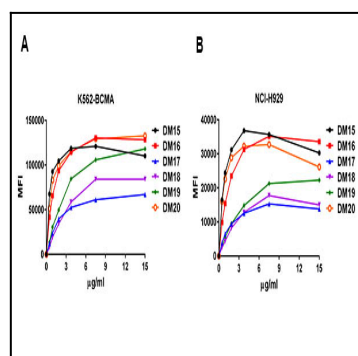 A
K562-BCMA
150000
100000
50000
0
MFI
0 3 6 9 12 15
µg/ml
DM15
DM16
DM17
DM18
DM19
DM20
B
NCI-H929
40000
30000
20000
10000
0
MFI
0 3 6 9 12 15
µg/ml
DM15
DM16
DM17
DM18
DM19
DM20